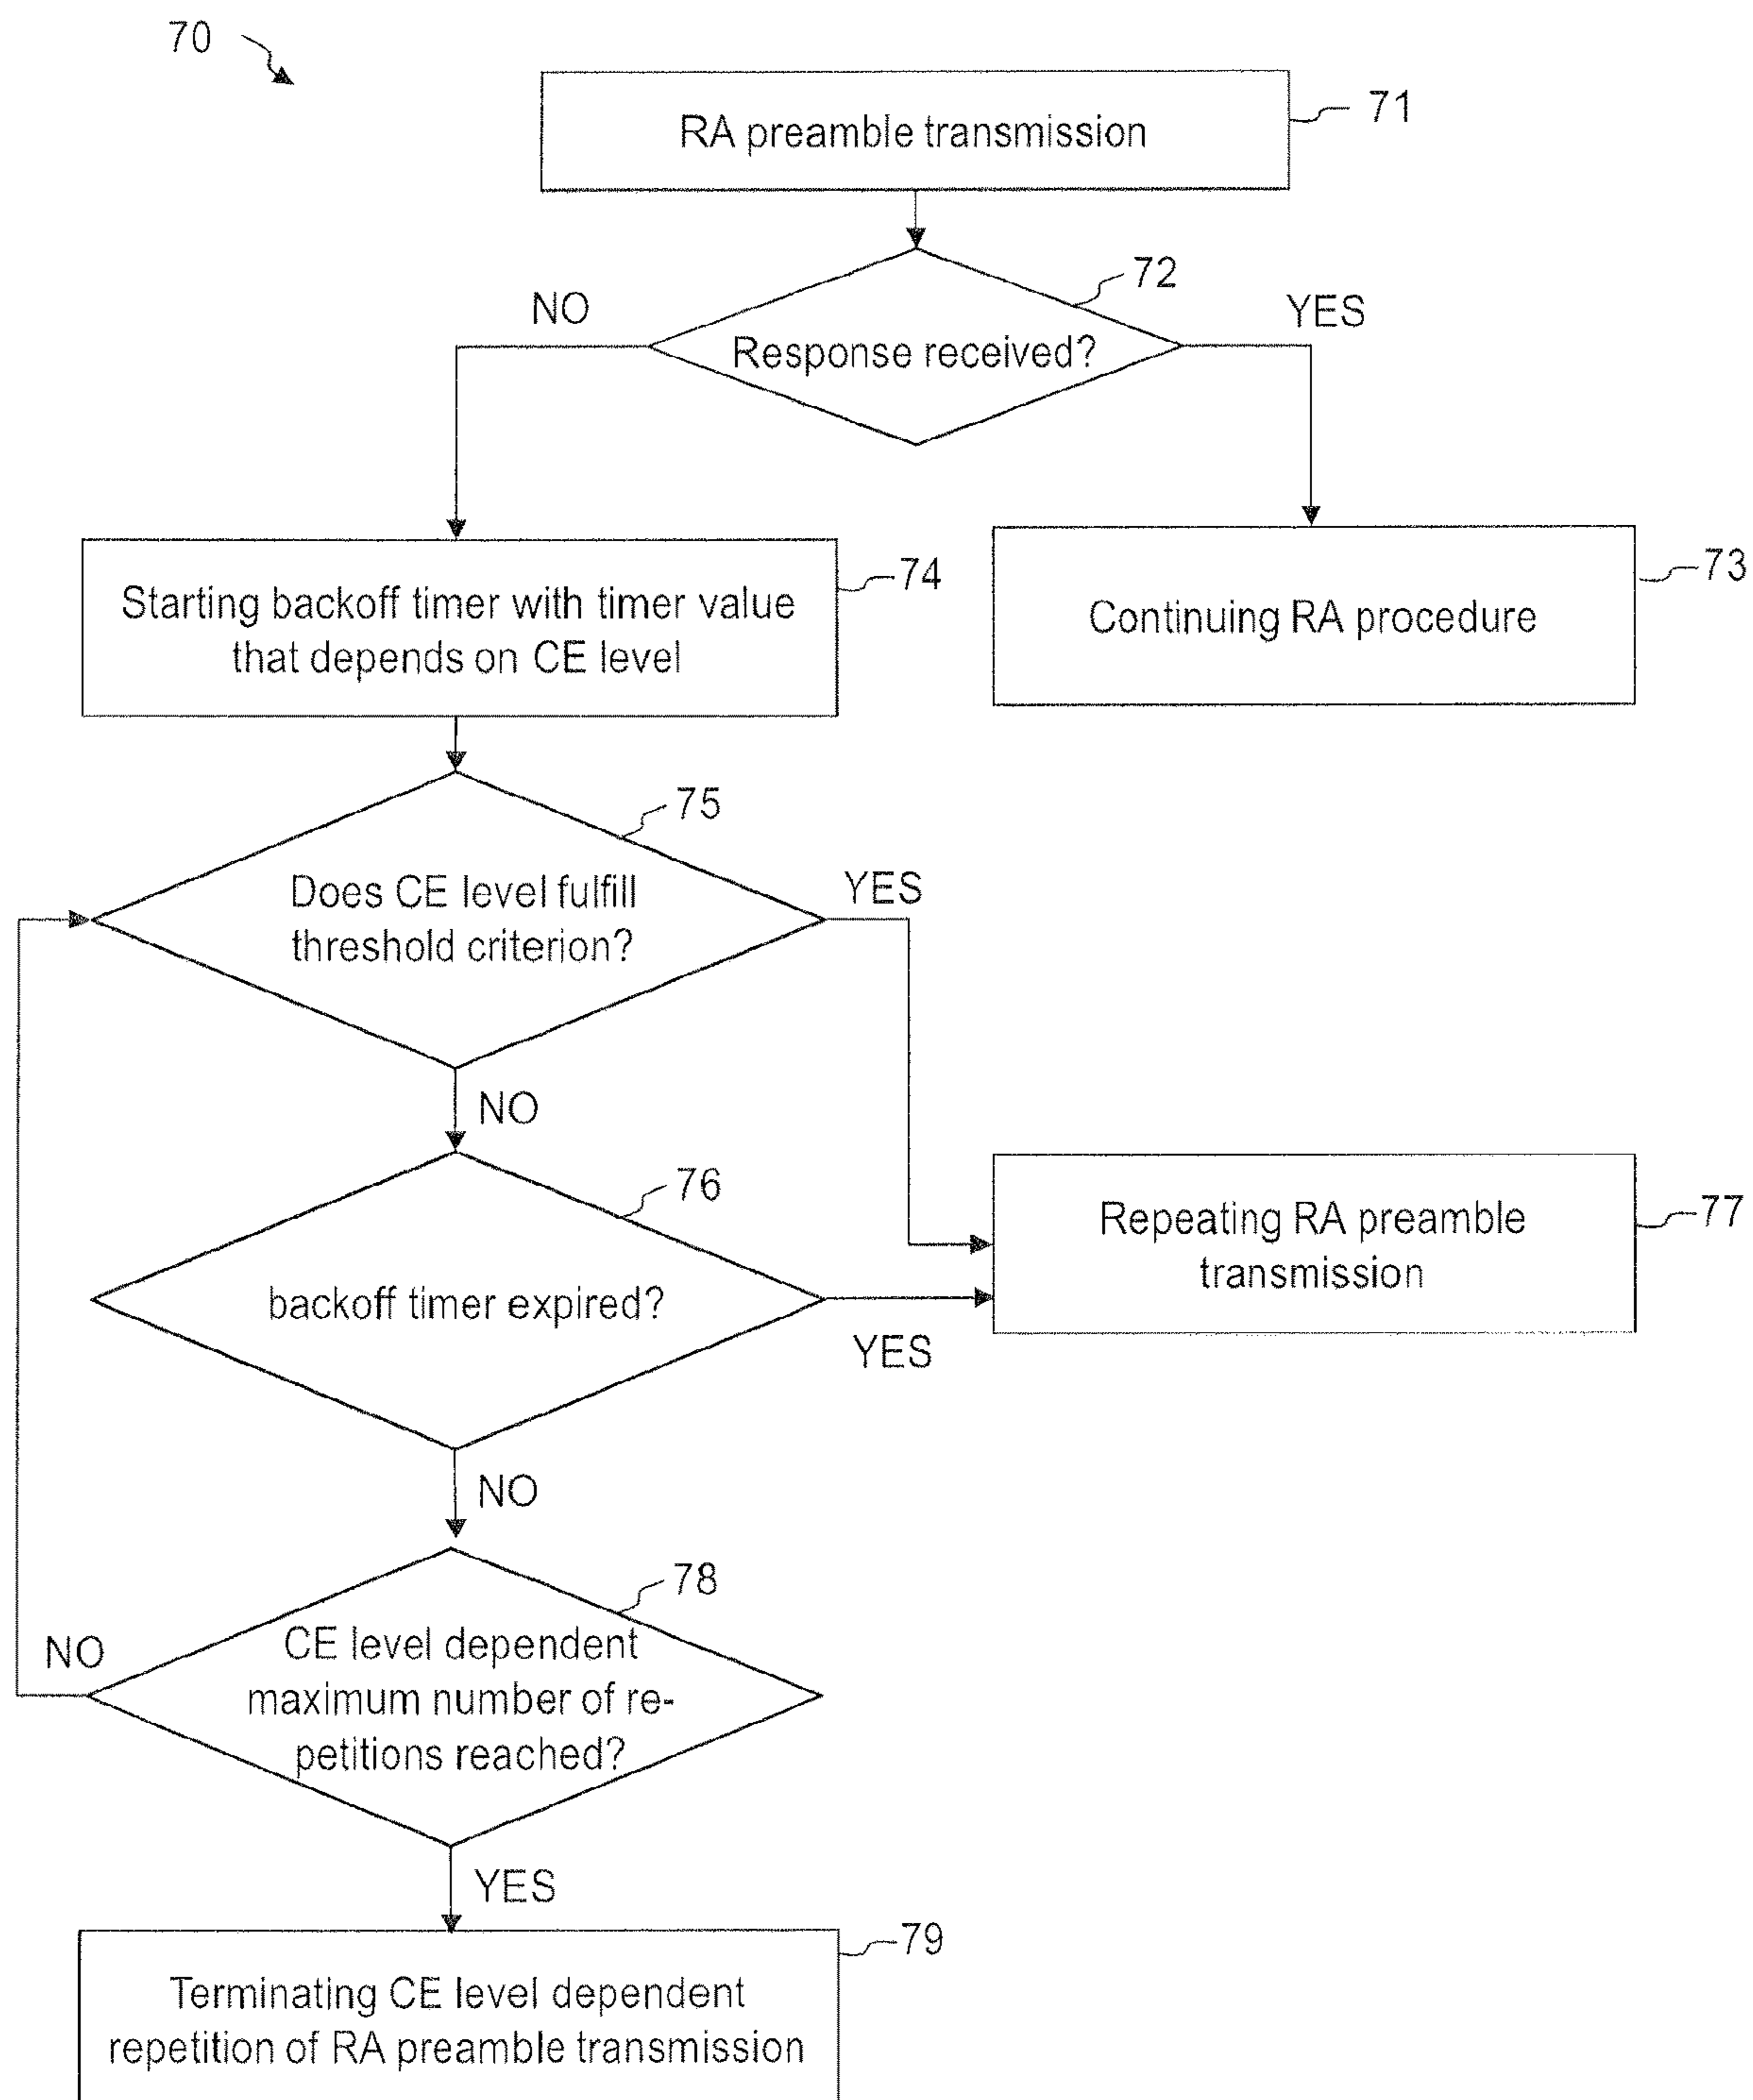 70
RA preamble transmission
71
72
NO
YES
Response received?
74
73
Starting backoff timer with timer value
that depends on CE level
Continuing RA procedure
75
Does CE level fulfill
threshold criterion?
YES
NO
76
backoff timer expired?
YES
Repeating RA preamble
transmission
77
NO
78
NO
CE level dependent
maximum number of re-
petitions reached?
YES
79
Terminating CE level dependent
repetition of RA preamble transmission